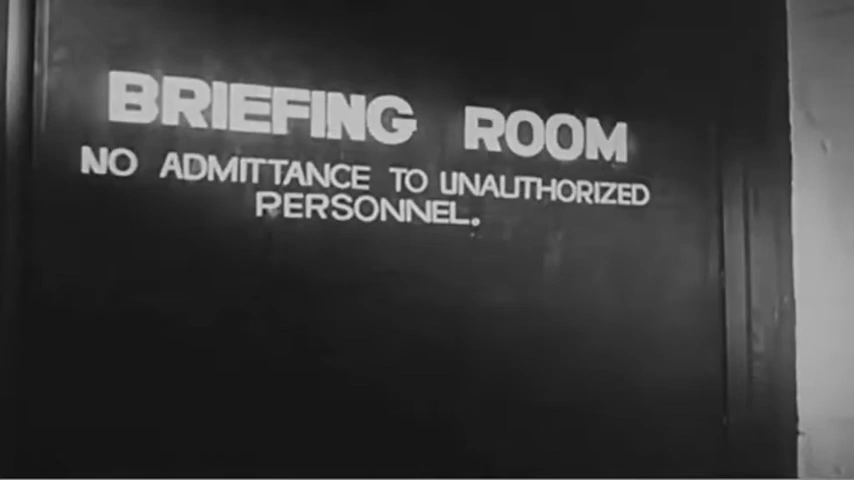 BRIEFING ROOM
NO ADMITTANCE TO UNAUTHORIZED
PERSONNEL.